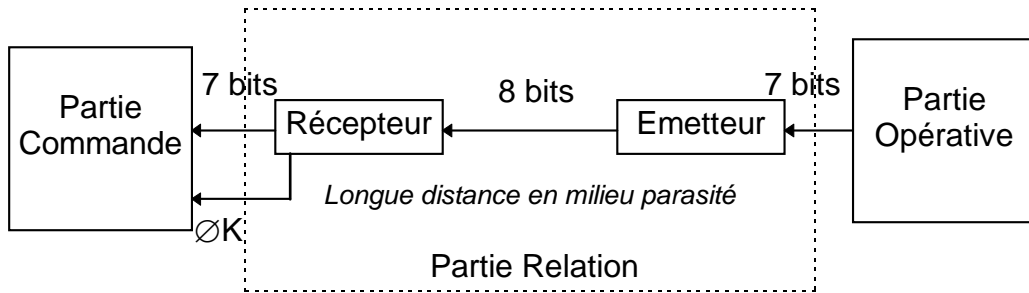 Partie
Commande
7 bits
Récepteur
8 bits
Emetteur
7 bits
Partie
Opérative
Longue distance en milieu parasité
∅K
Partie Relation